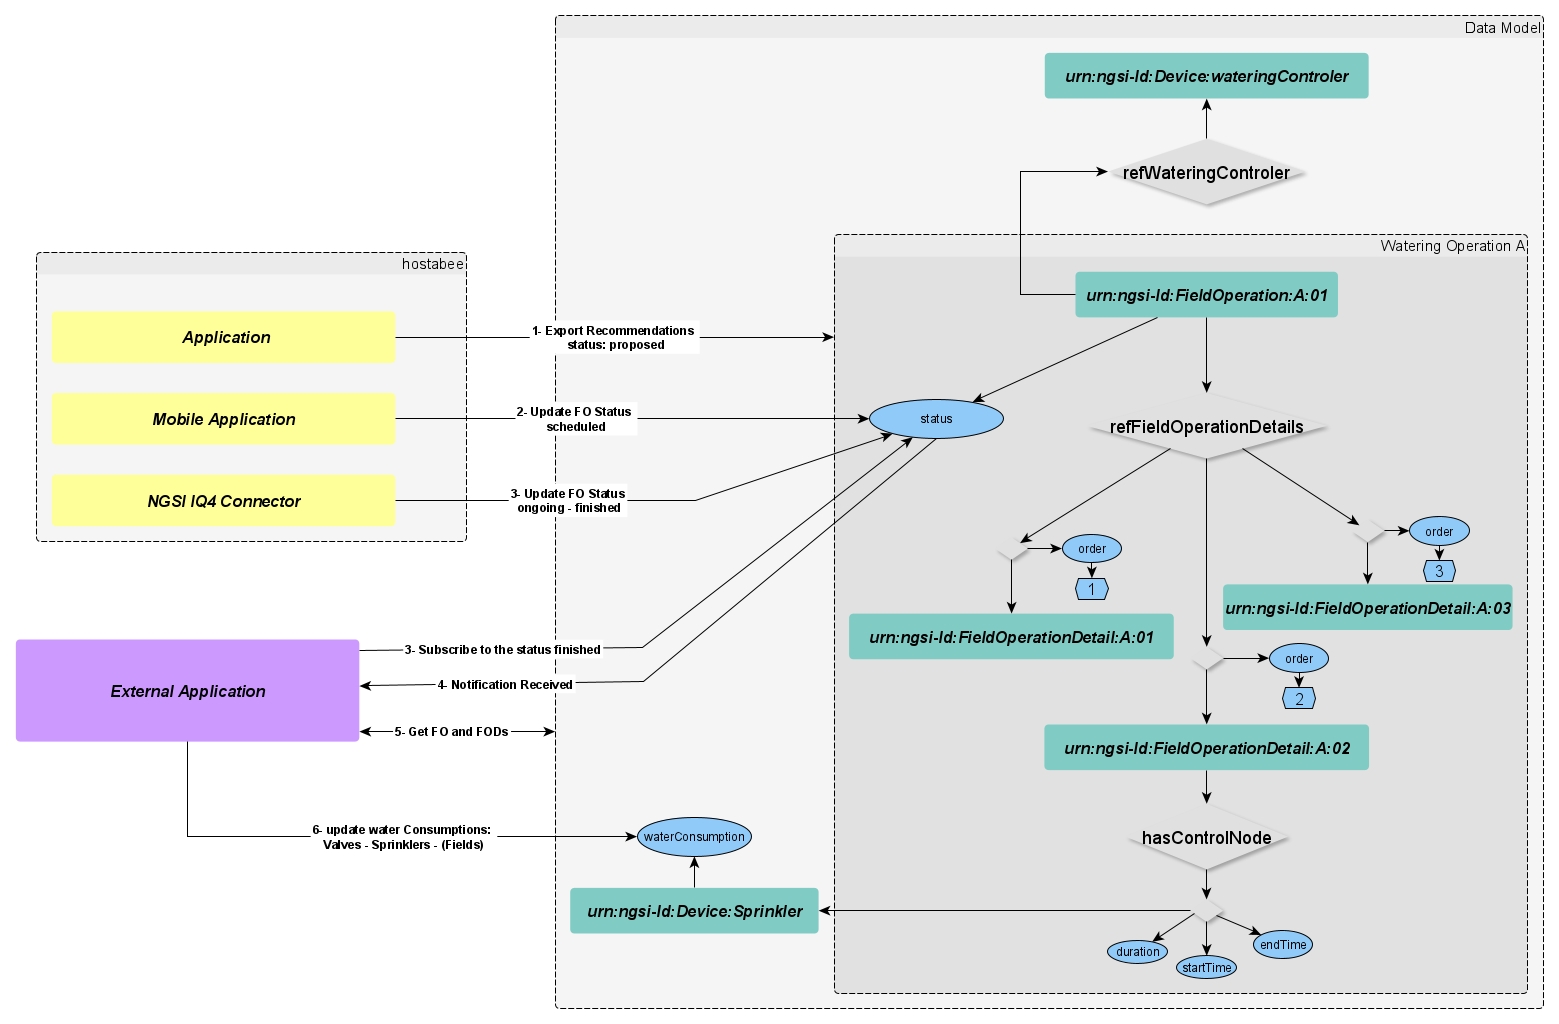 Data Model
urn:ngsi-ld:Device:wateringControler
refWateringControler
Watering Operation A
hostabee
urn:ngsi-ld:FieldOperation:A:01
Application
1- Export Recommendations
status: proposed
Mobile Application
2- Update FO Status
scheduled
status
refFieldOperationDetails
NGSI IQ4 Connector
3- Update FO Status
ongoing - finished
order
1
order
3
urn:ngsi-ld:FieldOperationDetail:A:01
urn:ngsi-ld:FieldOperationDetail:A:03
3- Subscribe to the status finished
order
2
External Application
4- Notification Received
5- Get FO and FODs
urn:ngsi-ld:FieldOperationDetail:A:02
6- update water Consumptions:
Valves - Sprinklers - (Fields)
waterConsumption
hasControlNode
urn:ngsi-ld:Device:Sprinkler
duration
startTime
endTime